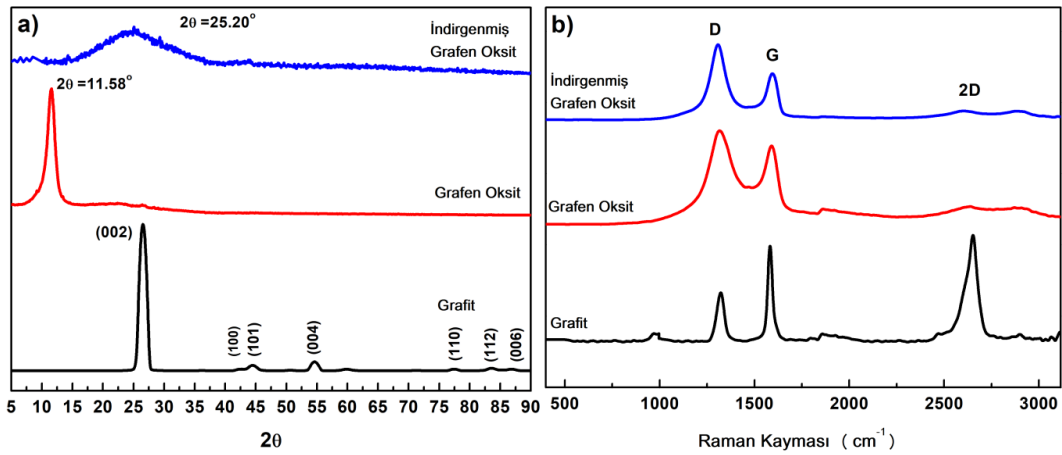 a)
2θ =25.20°
İndirgenmiş
Grafen Oksit
2θ =11.58°
Grafen Oksit
(002)
Grafit
(100)
(101)
(004)
(110)
(112)
(006)
5 10 15 20 25 30 35 40 45 50 55 60 65 70 75 80 85 90
2θ
b)
D
G
2D
İndirgenmiş
Grafen Oksit
Grafen Oksit
Grafit
500 1000 1500 2000 2500 3000
Raman Kayması ( cm⁻¹)